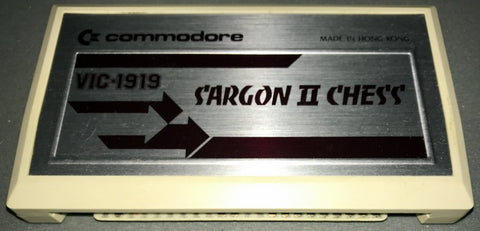 commodore
MADE IN HONG KONG
VIC-1919
SARGON II CHESS